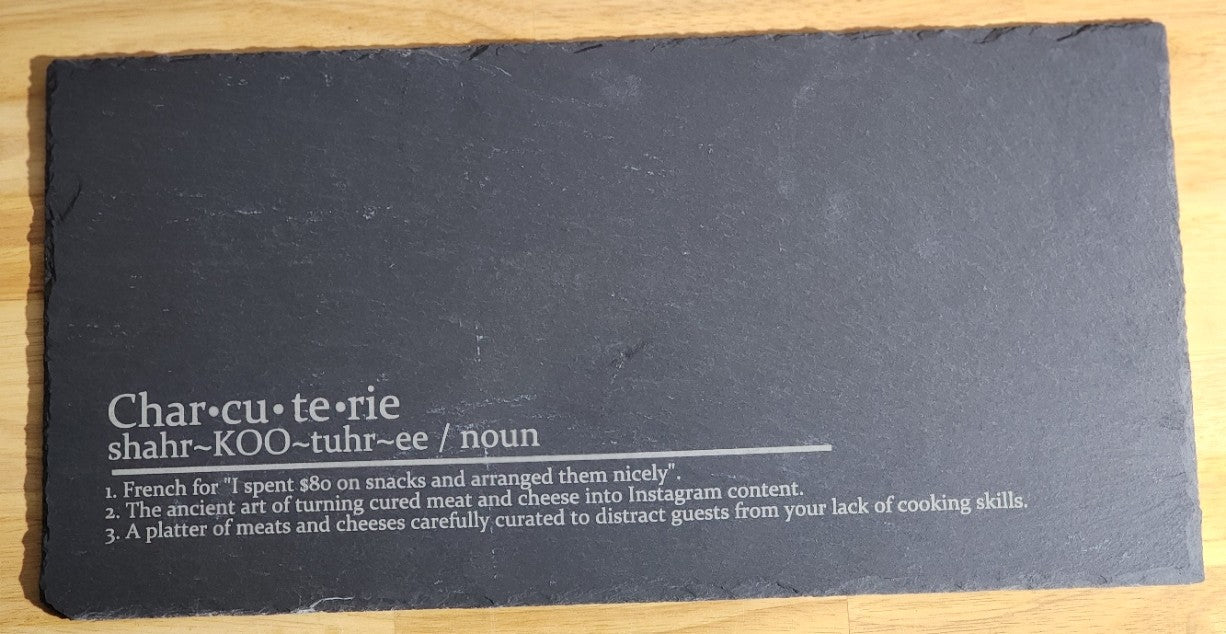 Char•cu•te•rie
shahr~KOO~tuhr~ee / noun
1. French for "I spent $80 on snacks and arranged them nicely".
2. The ancient art of turning cured meat and cheese into Instagram content.
3. A platter of meats and cheeses carefully curated to distract guests from your lack of cooking skills.